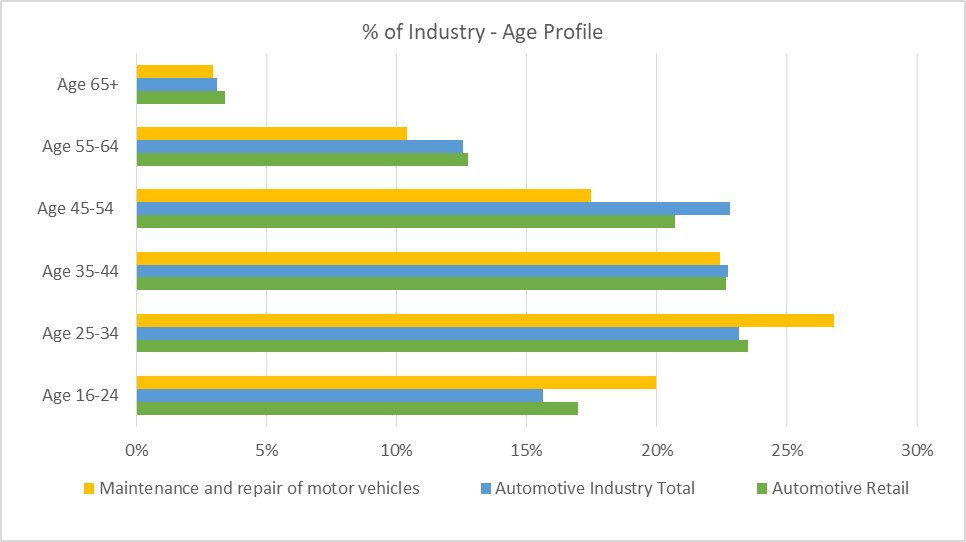 % of Industry - Age Profile
Age 65+
Age 55-64
Age 45-54
Age 35-44
Age 25-34
Age 16-24
0% 5% 10% 15% 20% 25% 30%
Maintenance and repair of motor vehicles Automotive Industry Total Automotive Retail